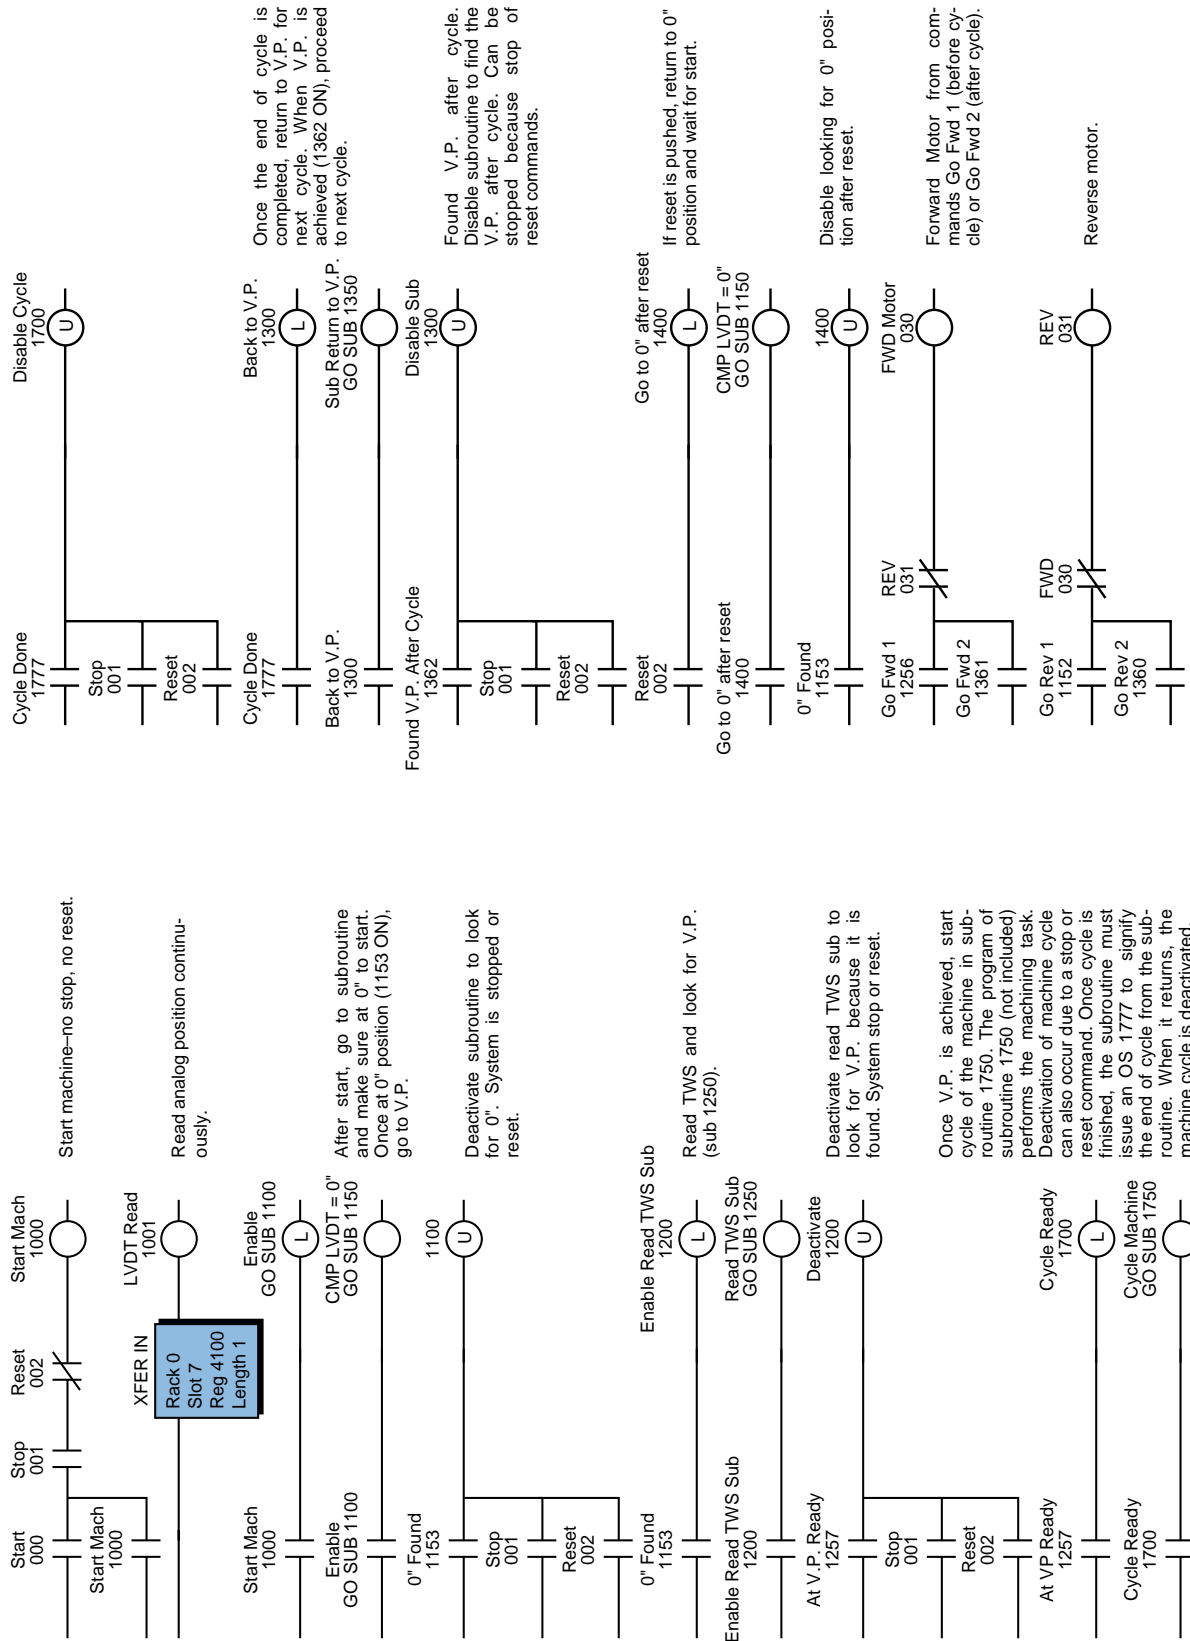 Start
000
Stop
001
Reset
002
Start Mach
1000
Start machine–no stop, no reset.
Start Mach
1000
XFER IN
Rack 0
Slot 7
Reg 4100
Length 1
LVDT Read
1001
Read analog position continu-
ously.
Start Mach
1000
Enable
GO SUB 1100
L
Enable
GO SUB 1100
CMP LVDT = 0"
GO SUB 1150
After start, go to subroutine
and make sure at 0" to start.
Once at 0" position (1153 ON),
go to V.P.
0" Found
1153
1100
U
Stop
001
Reset
002
Deactivate subroutine to look
for 0". System is stopped or
reset.
0" Found
1153
Enable Read TWS Sub
1200
L
Enable Read TWS Sub
1200
Read TWS Sub
GO SUB 1250
Read TWS and look for V.P.
(sub 1250).
At V.P. Ready
1257
Deactivate
1200
U
Stop
001
Reset
002
Deactivate read TWS sub to
look for V.P. because it is
found. System stop or reset.
At VP Ready
1257
Cycle Ready
1700
L
Cycle Ready
1700
Cycle Machine
GO SUB 1750
Once V.P. is achieved, start
cycle of the machine in sub-
routine 1750. The program of
subroutine 1750 (not included)
performs the machining task.
Deactivation of machine cycle
can also occur due to a stop or
reset command. Once cycle is
finished, the subroutine must
issue an OS 1777 to signify
the end of cycle from the sub-
routine. When it returns, the
machine cycle is deactivated.
Cycle Done
1777
Disable Cycle
1700
U
Stop
001
Reset
002
Cycle Done
1777
Back to V.P.
1300
L
Back to V.P.
1300
Sub Return to V.P.
GO SUB 1350
Once the end of cycle is
completed, return to V.P. for
next cycle. When V.P. is
achieved (1362 ON), proceed
to next cycle.
Found V.P. After Cycle
1362
Disable Sub
1300
U
Stop
001
Reset
002
Found V.P. after cycle.
Disable subroutine to find the
V.P. after cycle. Can be
stopped because stop of
reset commands.
Reset
002
Go to 0" after reset
1400
L
Go to 0" after reset
1400
CMP LVDT = 0"
GO SUB 1150
If reset is pushed, return to 0"
position and wait for start.
0" Found
1153
1400
U
Disable looking for 0" posi-
tion after reset.
Go Fwd 1
1256
REV
031
FWD Motor
030
Go Fwd 2
1361
Forward Motor from com-
mands Go Fwd 1 (before cy-
cle) or Go Fwd 2 (after cycle).
Go Rev 1
1152
FWD
030
REV
031
Go Rev 2
1360
Reverse motor.